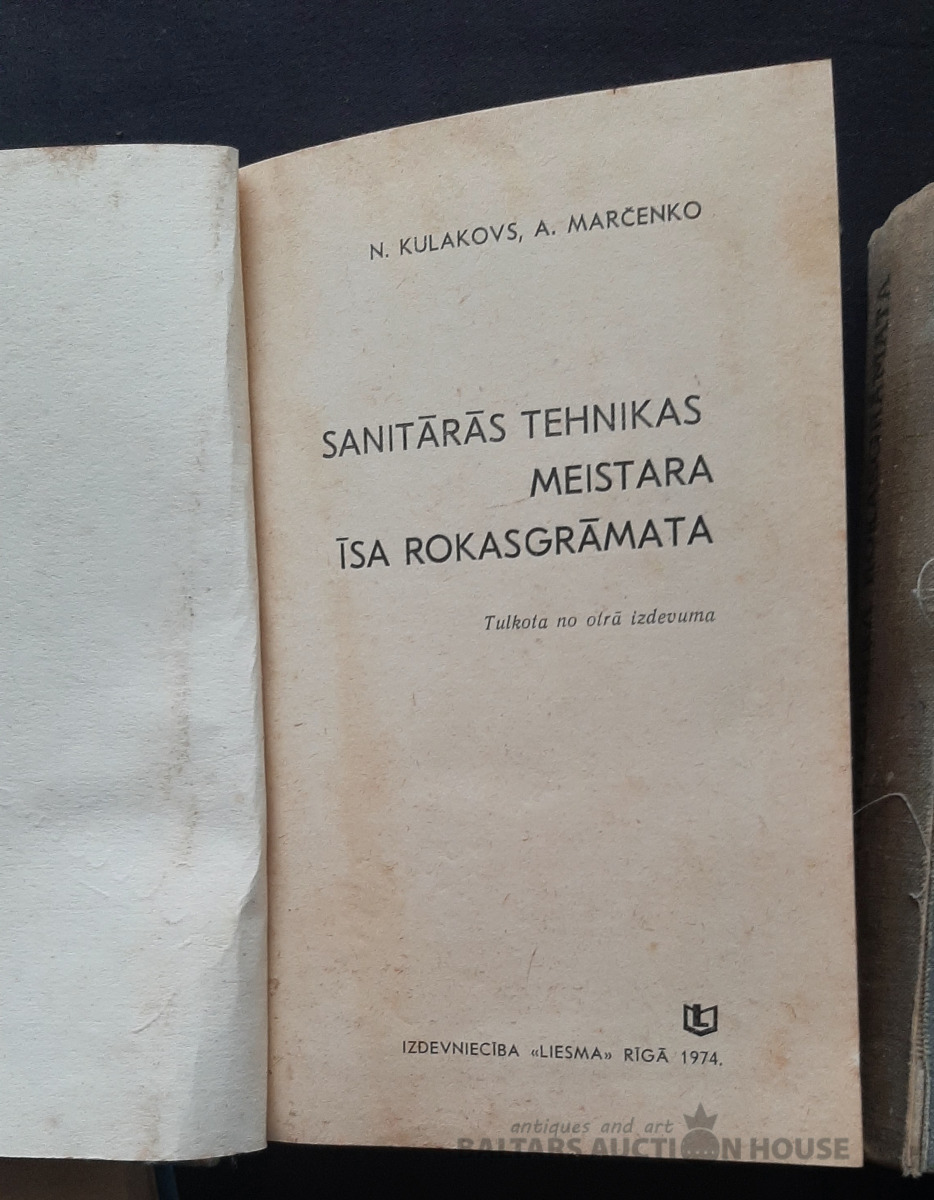 N. KULAKOVS, A. MARČENKO
SANITĀRĀS TEHNIKAS
MEISTARA
ĪSA ROKASGRĀMATA
Tulkota no otrā izdevuma
IZDEVNIECĪBA «LIESMA» RĪGĀ 1974.
antiques and art
BALTARS AUCTION HOUSE
ROKASGRĀMATA